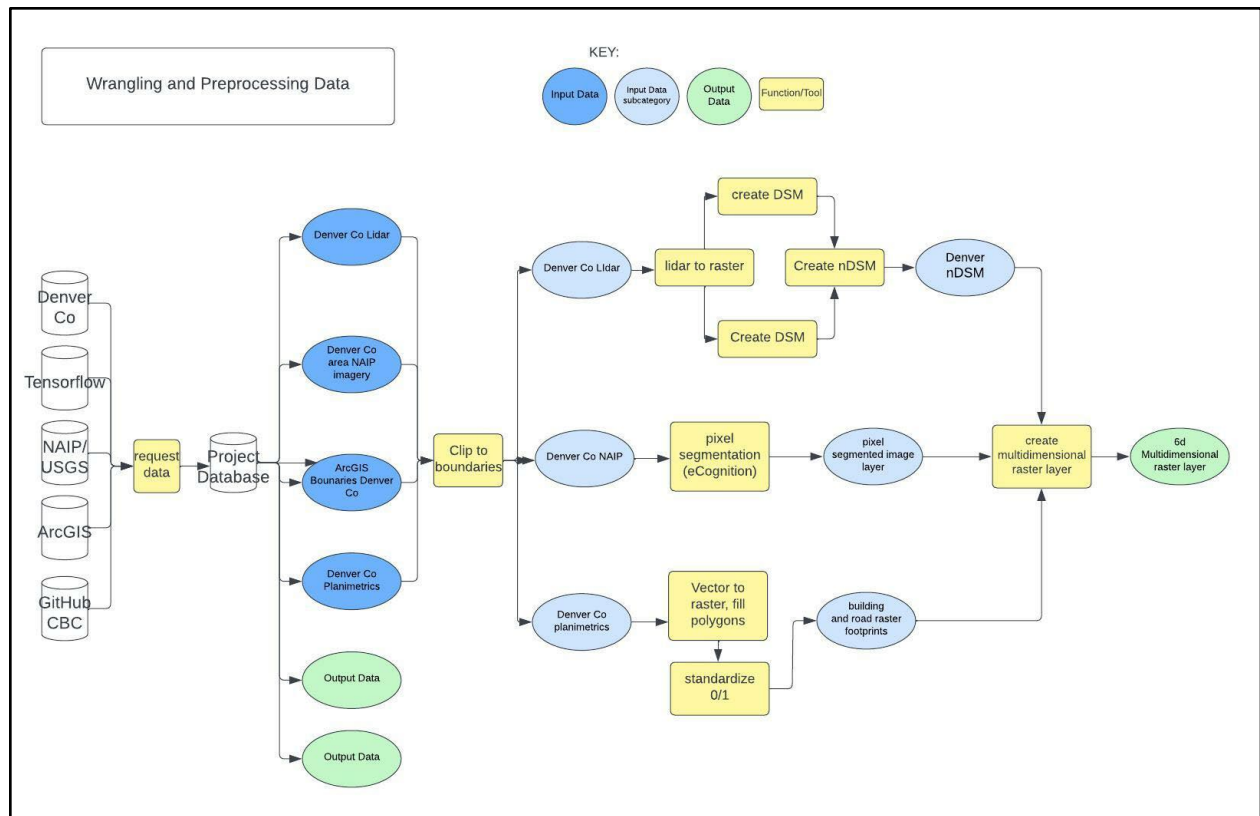 Wrangling and Preprocessing Data
KEY:
Input Data
Input Data
subcategory
Output
Data
Function/Tool
Denver
Co
Tensorflow
NAIP/
USGS
ArcGIS
GitHub
CBC
request
data
Project
Database
Denver Co Lidar
Denver Co
area NAIP
imagery
ArcGIS
Bounaries Denver
Co
Denver Co
Planimetrics
Output Data
Output Data
Clip to
boundaries
Denver Co LIdar
lidar to raster
create DSM
Create DSM
Create nDSM
Denver
nDSM
Denver Co NAIP
pixel
segmentation
(eCognition)
pixel
segmented image
layer
Denver Co
planimetrics
Vector to
raster, fill
polygons
standardize
0/1
building
and road raster
footprints
create
multidimensional
raster layer
6d
Multidimensional
raster layer